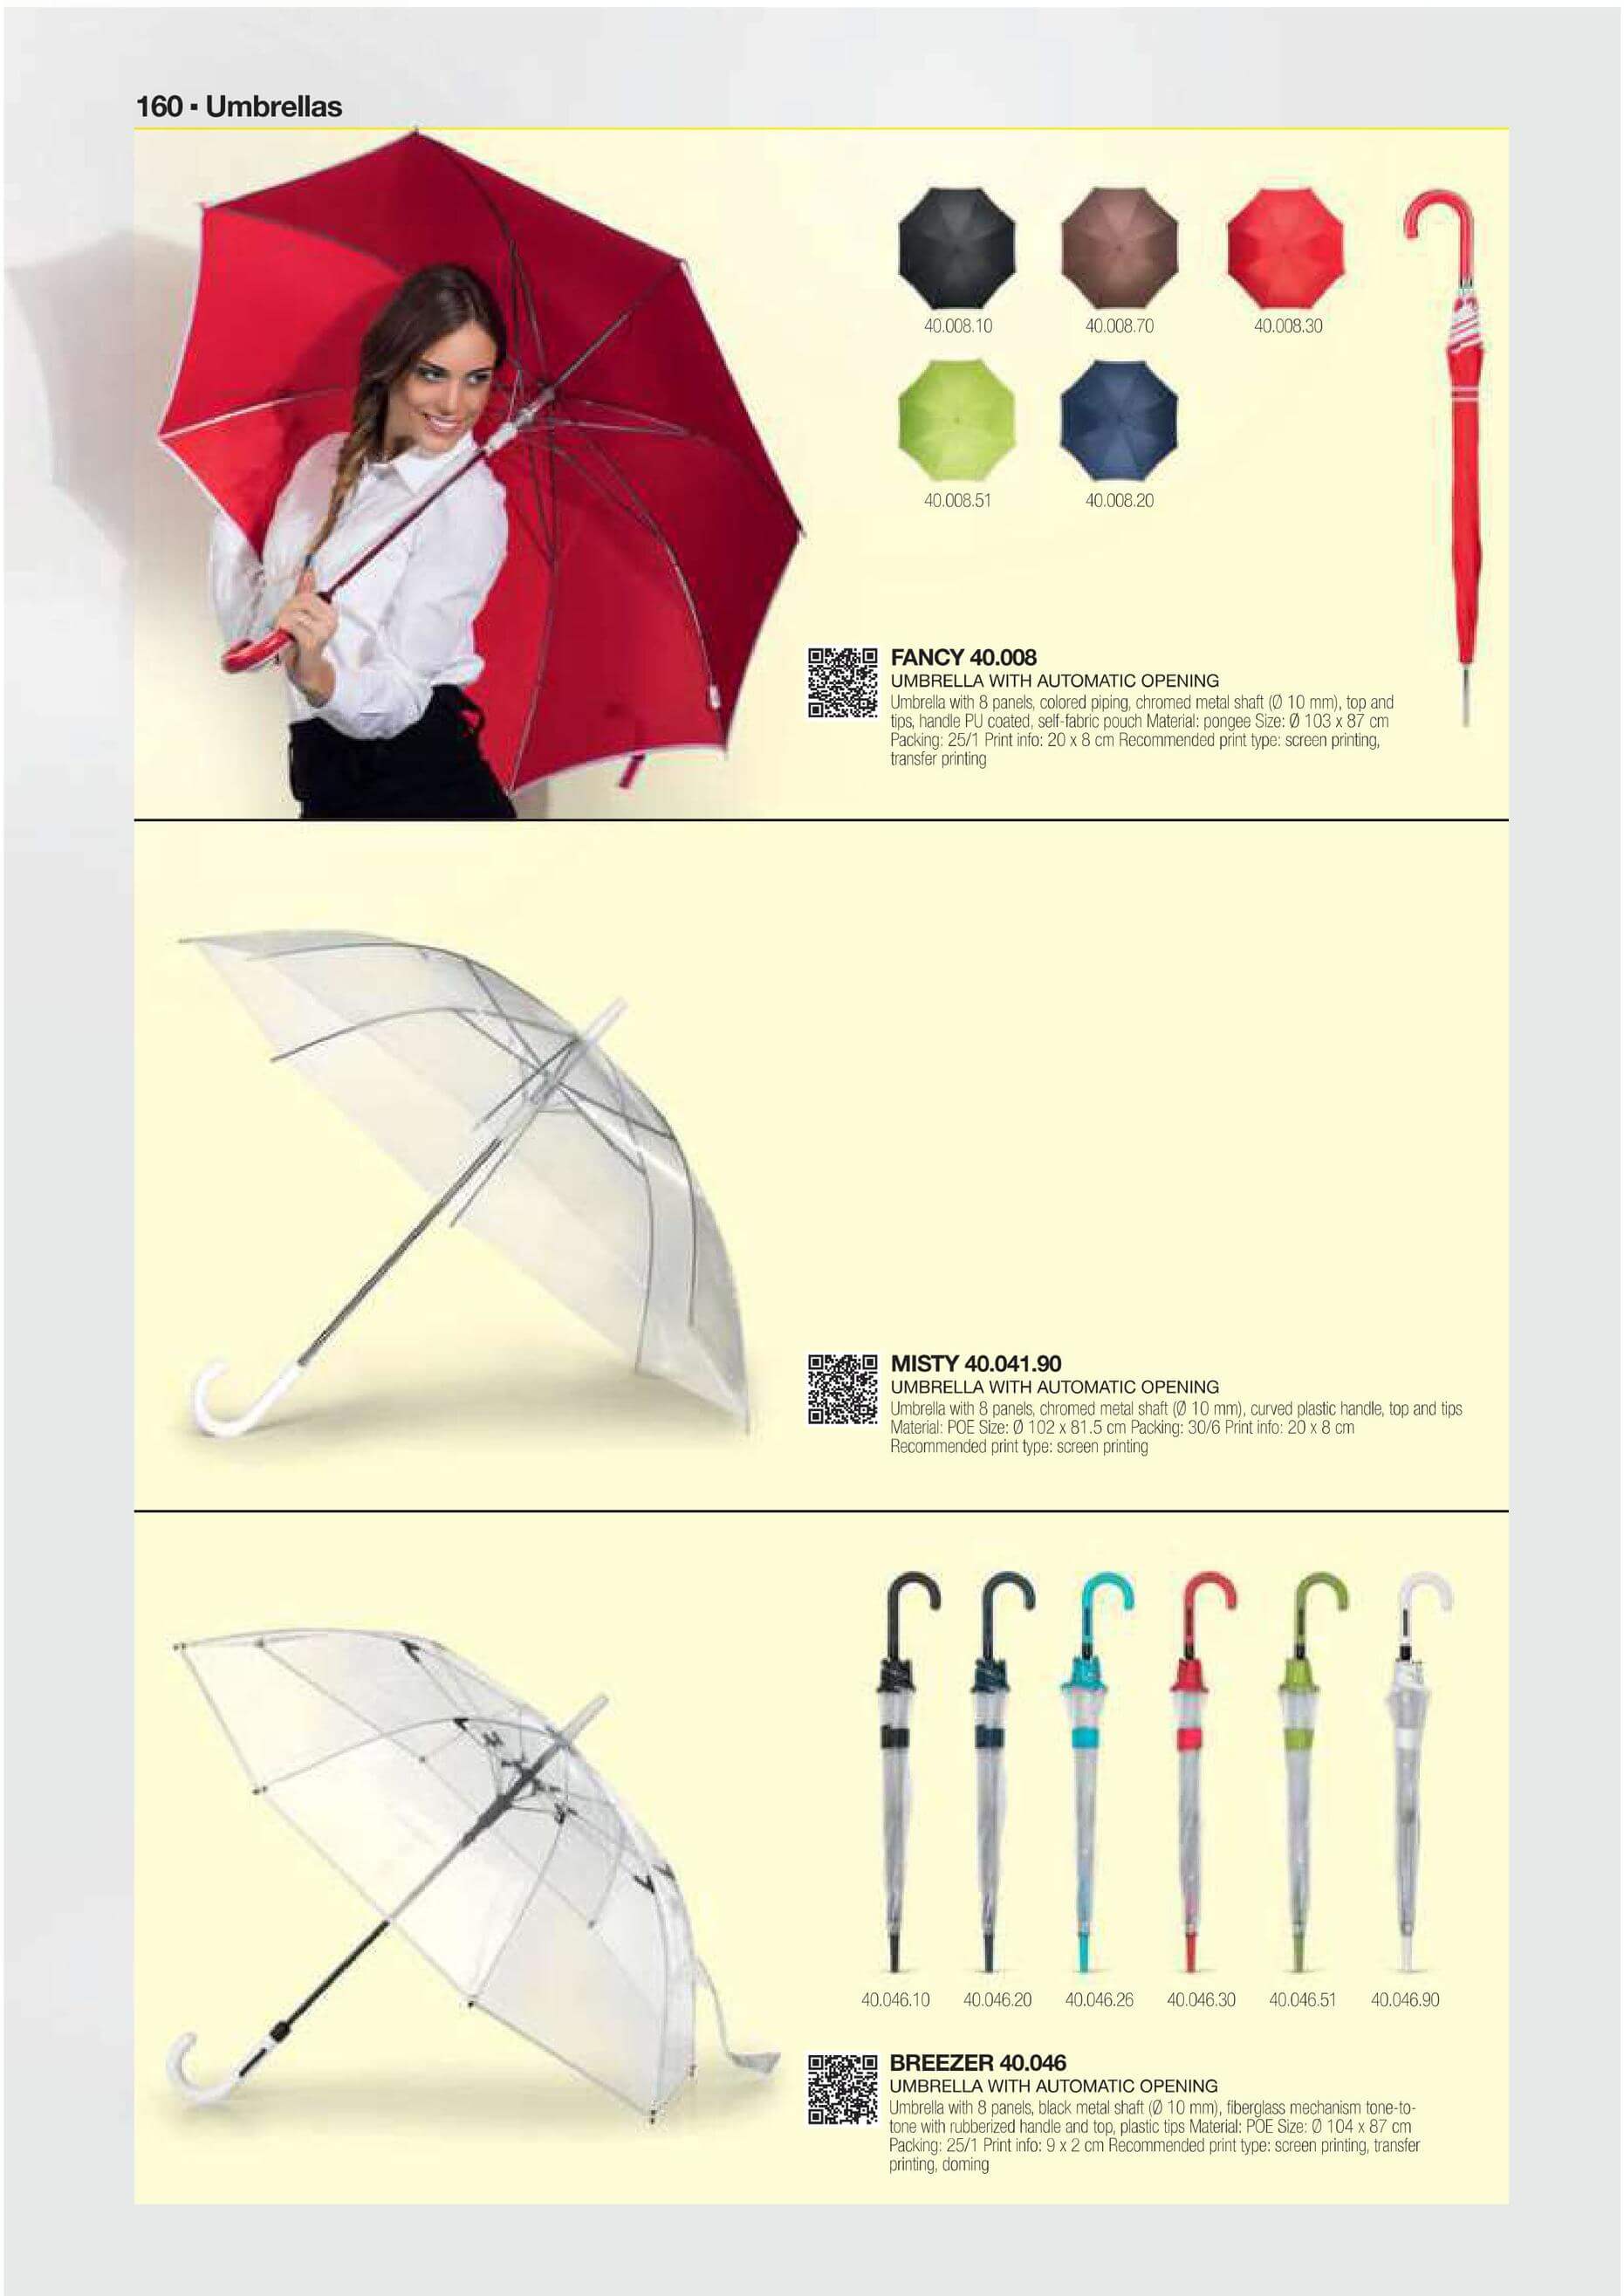 160 ▪ Umbrellas
40.008.10
40.008.70
40.008.30
40.008.51
40.008.20
FANCY 40.008
UMBRELLA WITH AUTOMATIC OPENING
Umbrella with 8 panels, colored piping, chromed metal shaft (Ø 10 mm), top and
tips, handle PU coated, self-fabric pouch Material: pongee Size: Ø 103 x 87 cm
Packing: 25/1 Print info: 20 x 8 cm Recommended print type: screen printing,
transfer printing
MISTY 40.041.90
UMBRELLA WITH AUTOMATIC OPENING
Umbrella with 8 panels, chromed metal shaft (Ø 10 mm), curved plastic handle, top and tips
Material: POE Size: Ø 102 x 81.5 cm Packing: 30/6 Print info: 20 x 8 cm
Recommended print type: screen printing
40.046.10
40.046.20
40.046.26
40.046.30
40.046.51
40.046.90
BREEZER 40.046
UMBRELLA WITH AUTOMATIC OPENING
Umbrella with 8 panels, black metal shaft (Ø 10 mm), fiberglass mechanism tone-to-
tone with rubberized handle and top, plastic tips Material: POE Size: Ø 104 x 87 cm
Packing: 25/1 Print info: 9 x 2 cm Recommended print type: screen printing, transfer
printing, doming